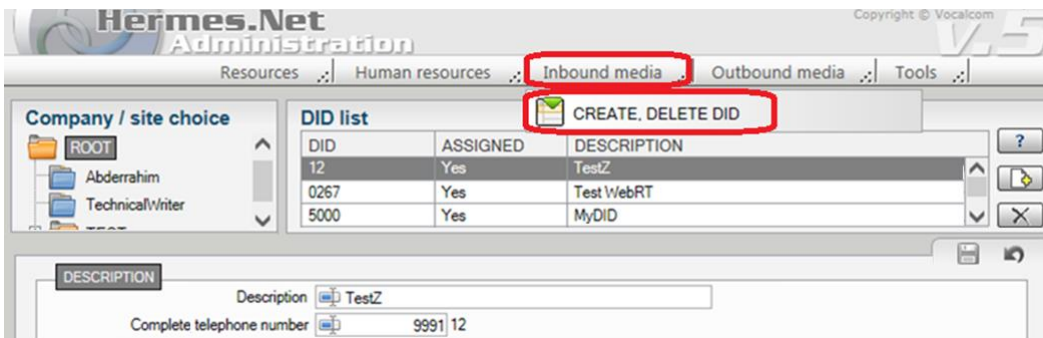 Hermes.Net
Administration
Copyright © Vocalcom
v.5
Resources Human resources Inbound media Outbound media Tools
CREATE, DELETE DID
Company / site choice
ROOT
Abderrahim
TechnicalWriter
DID list
DID ASSIGNED DESCRIPTION
12 Yes TestZ
0267 Yes Test WebRT
5000 Yes MyDID
?
DESCRIPTION
Description TestZ
Complete telephone number 9991 12